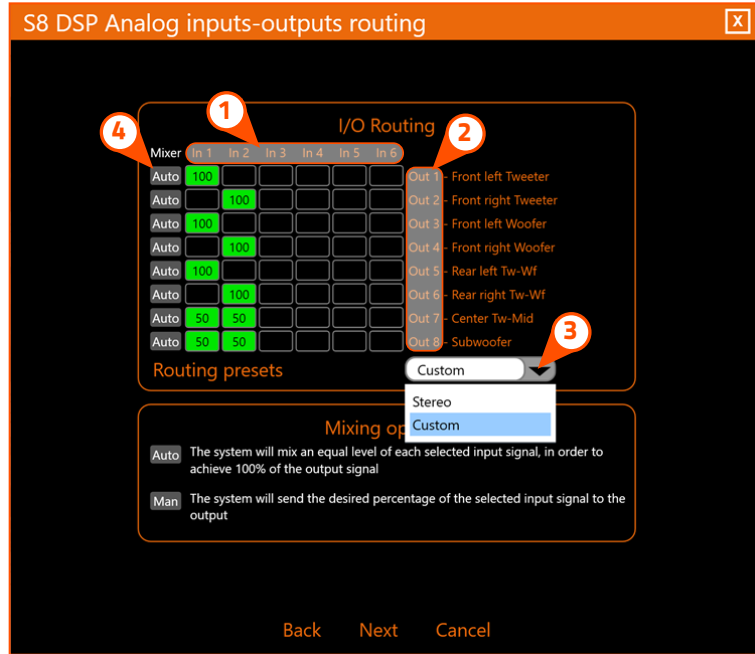 S8 DSP Analog inputs-outputs routing X
1
2
4
I/O Routing
Mixer In 1 In 2 In 3 In 4 In 5 In 6
Auto 100 Out 1 - Front left Tweeter
Auto 100 Out 2 - Front right Tweeter
Auto 100 Out 3 - Front left Woofer
Auto 100 Out 4 - Front right Woofer
Auto 100 Out 5 - Rear left Tw-Wf
Auto 100 Out 6 - Rear right Tw-Wf
Auto 50 50 Out 7 - Center Tw-Mid
3
Auto 50 50 Out 8 - Subwoofer
Routing presets Custom
Stereo
Custom
Mixing op
Auto The system will mix an equal level of each selected input signal, in order to
achieve 100% of the output signal
Man The system will send the desired percentage of the selected input signal to the
output
Back Next Cancel